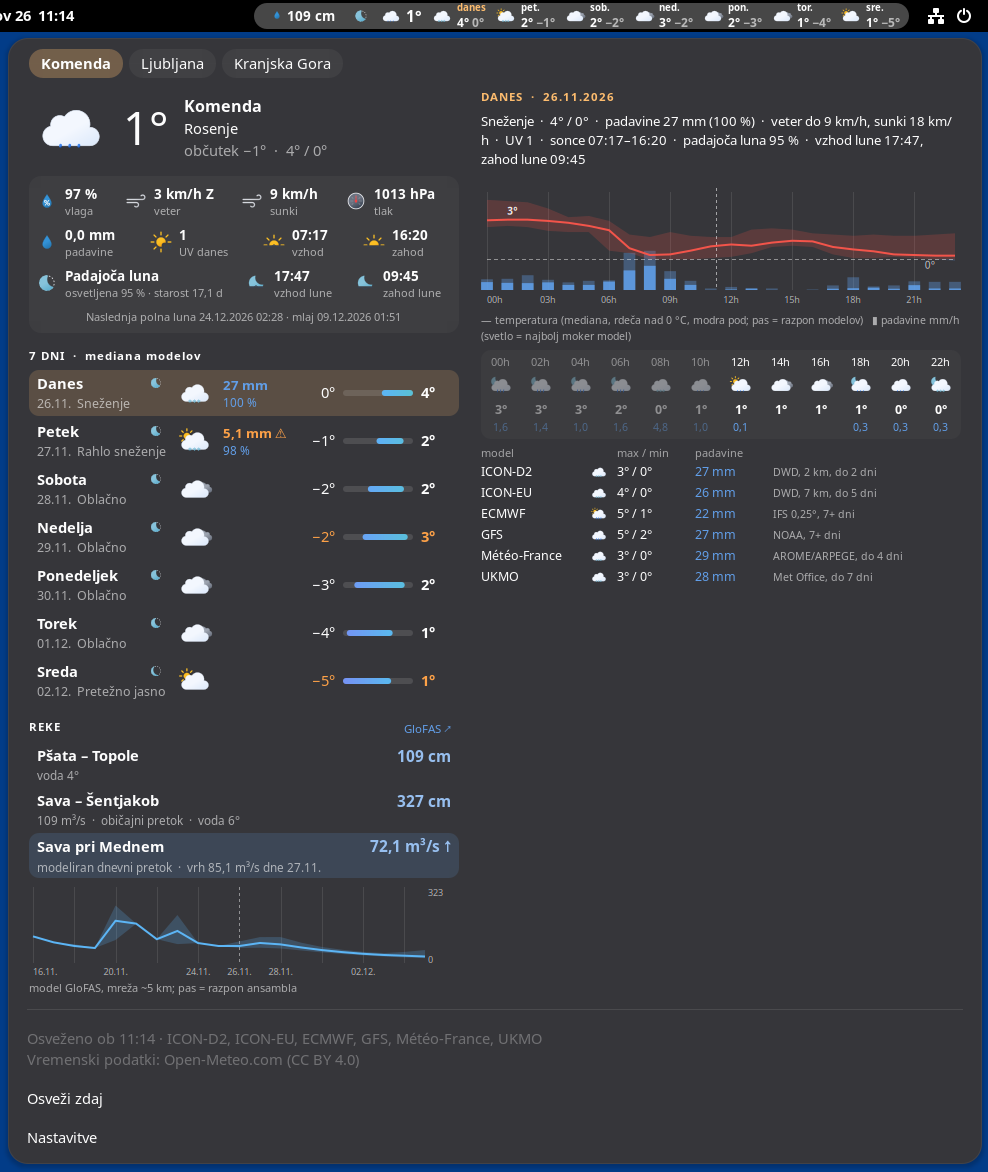 ov 26 11:14
109 cm 1° danes 4° 0° pet. 2° −1° sob. 2° −2° ned. 3° −2° pon. 2° −3° tor. 1° −4° sre. 1° −5°
Komenda Ljubljana Kranjska Gora
1°
Komenda
Rosenje
občutek −1° · 4° / 0°
97 % 3 km/h Z 9 km/h 1013 hPa
vlaga veter sunki tlak
0,0 mm 1 07:17 16:20
padavine UV danes vzhod zahod
Padajoča luna 17:47 09:45
osvetljena 95 % · starost 17,1 d vzhod lune zahod lune
Naslednja polna luna 24.12.2026 02:28 · mlaj 09.12.2026 01:51
7 DNI · mediana modelov
Danes 27 mm 0° 4°
26.11. Sneženje 100 %
Petek 5,1 mm ⚠ −1° 2°
27.11. Rahlo sneženje 98 %
Sobota −2° 2°
28.11. Oblačno
Nedelja −2° 3°
29.11. Oblačno
Ponedeljek −3° 2°
30.11. Oblačno
Torek −4° 1°
01.12. Oblačno
Sreda −5° 1°
02.12. Pretežno jasno
REKE GloFAS ↗
Pšata – Topole 109 cm
voda 4°
Sava – Šentjakob 327 cm
109 m³/s · običajni pretok · voda 6°
Sava pri Mednem 72,1 m³/s ↑
modeliran dnevni pretok · vrh 85,1 m³/s dne 27.11.
323
0
16.11. 20.11. 24.11. 26.11. 28.11. 02.12.
model GloFAS, mreža ~5 km; pas = razpon ansambla
DANES · 26.11.2026
Sneženje · 4° / 0° · padavine 27 mm (100 %) · veter do 9 km/h, sunki 18 km/
h · UV 1 · sonce 07:17–16:20 · padajoča luna 95 % · vzhod lune 17:47,
zahod lune 09:45
3°
0°
00h 03h 06h 09h 12h 15h 18h 21h
— temperatura (mediana, rdeča nad 0 °C, modra pod; pas = razpon modelov) ▮ padavine mm/h
(svetlo = najbolj moker model)
00h 02h 04h 06h 08h 10h 12h 14h 16h 18h 20h 22h
3° 3° 3° 2° 0° 1° 1° 1° 1° 1° 0° 0°
1,6 1,4 1,0 1,6 4,8 1,0 0,1 0,3 0,3 0,3
model max / min padavine
ICON-D2 3° / 0° 27 mm DWD, 2 km, do 2 dni
ICON-EU 4° / 0° 26 mm DWD, 7 km, do 5 dni
ECMWF 5° / 1° 22 mm IFS 0,25°, 7+ dni
GFS 5° / 2° 27 mm NOAA, 7+ dni
Météo-France 3° / 0° 29 mm AROME/ARPEGE, do 4 dni
UKMO 3° / 0° 28 mm Met Office, do 7 dni
Osveženo ob 11:14 · ICON-D2, ICON-EU, ECMWF, GFS, Météo-France, UKMO
Vremenski podatki: Open-Meteo.com (CC BY 4.0)
Osveži zdaj
Nastavitve